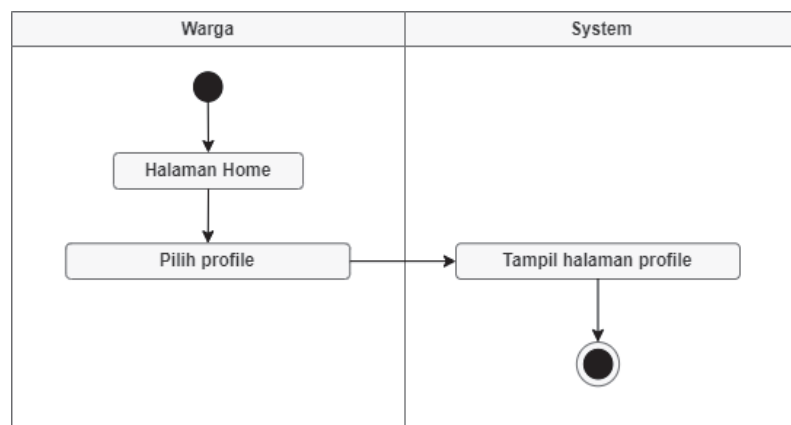 Warga
System
Halaman Home
Pilih profile
Tampil halaman profile